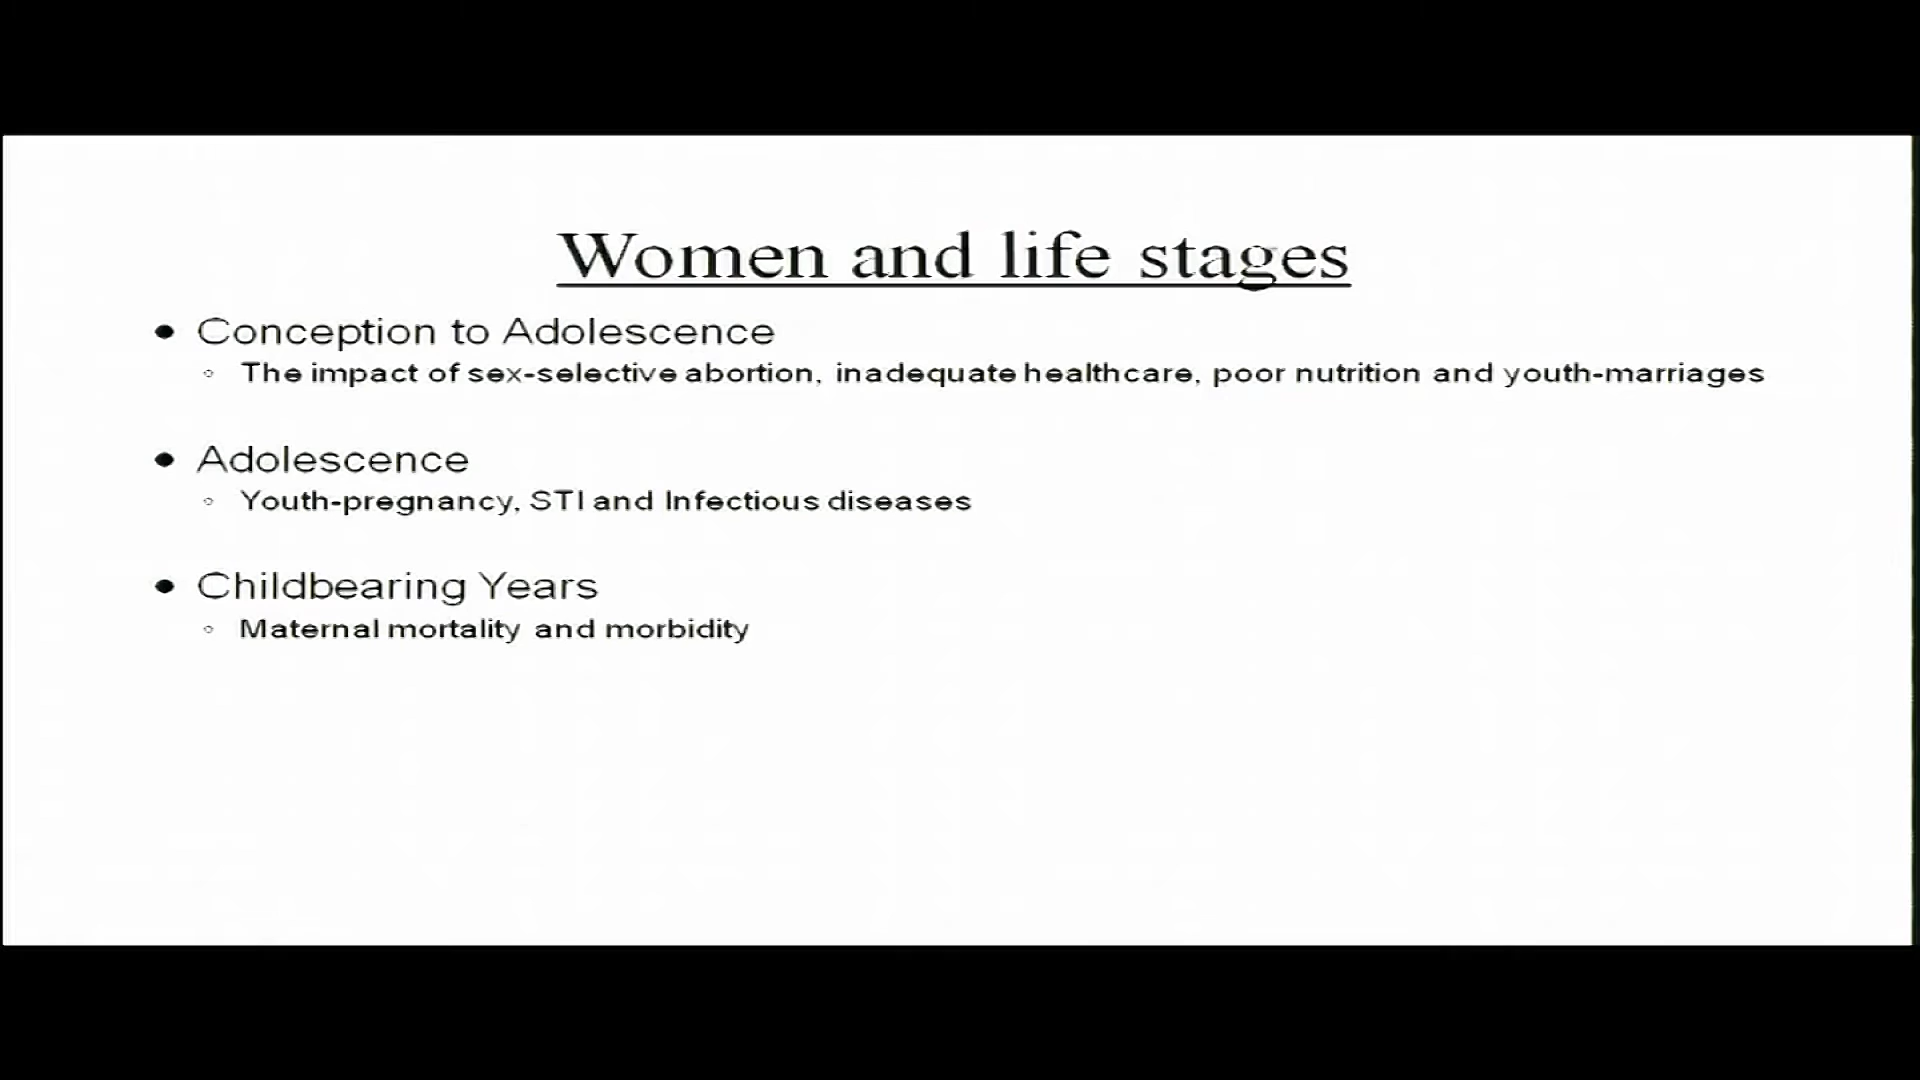 Women and life stages
• Conception to Adolescence
◦ The impact of sex-selective abortion, inadequate healthcare, poor nutrition and youth-marriages
• Adolescence
◦ Youth-pregnancy, STI and Infectious diseases
• Childbearing Years
◦ Maternal mortality and morbidity